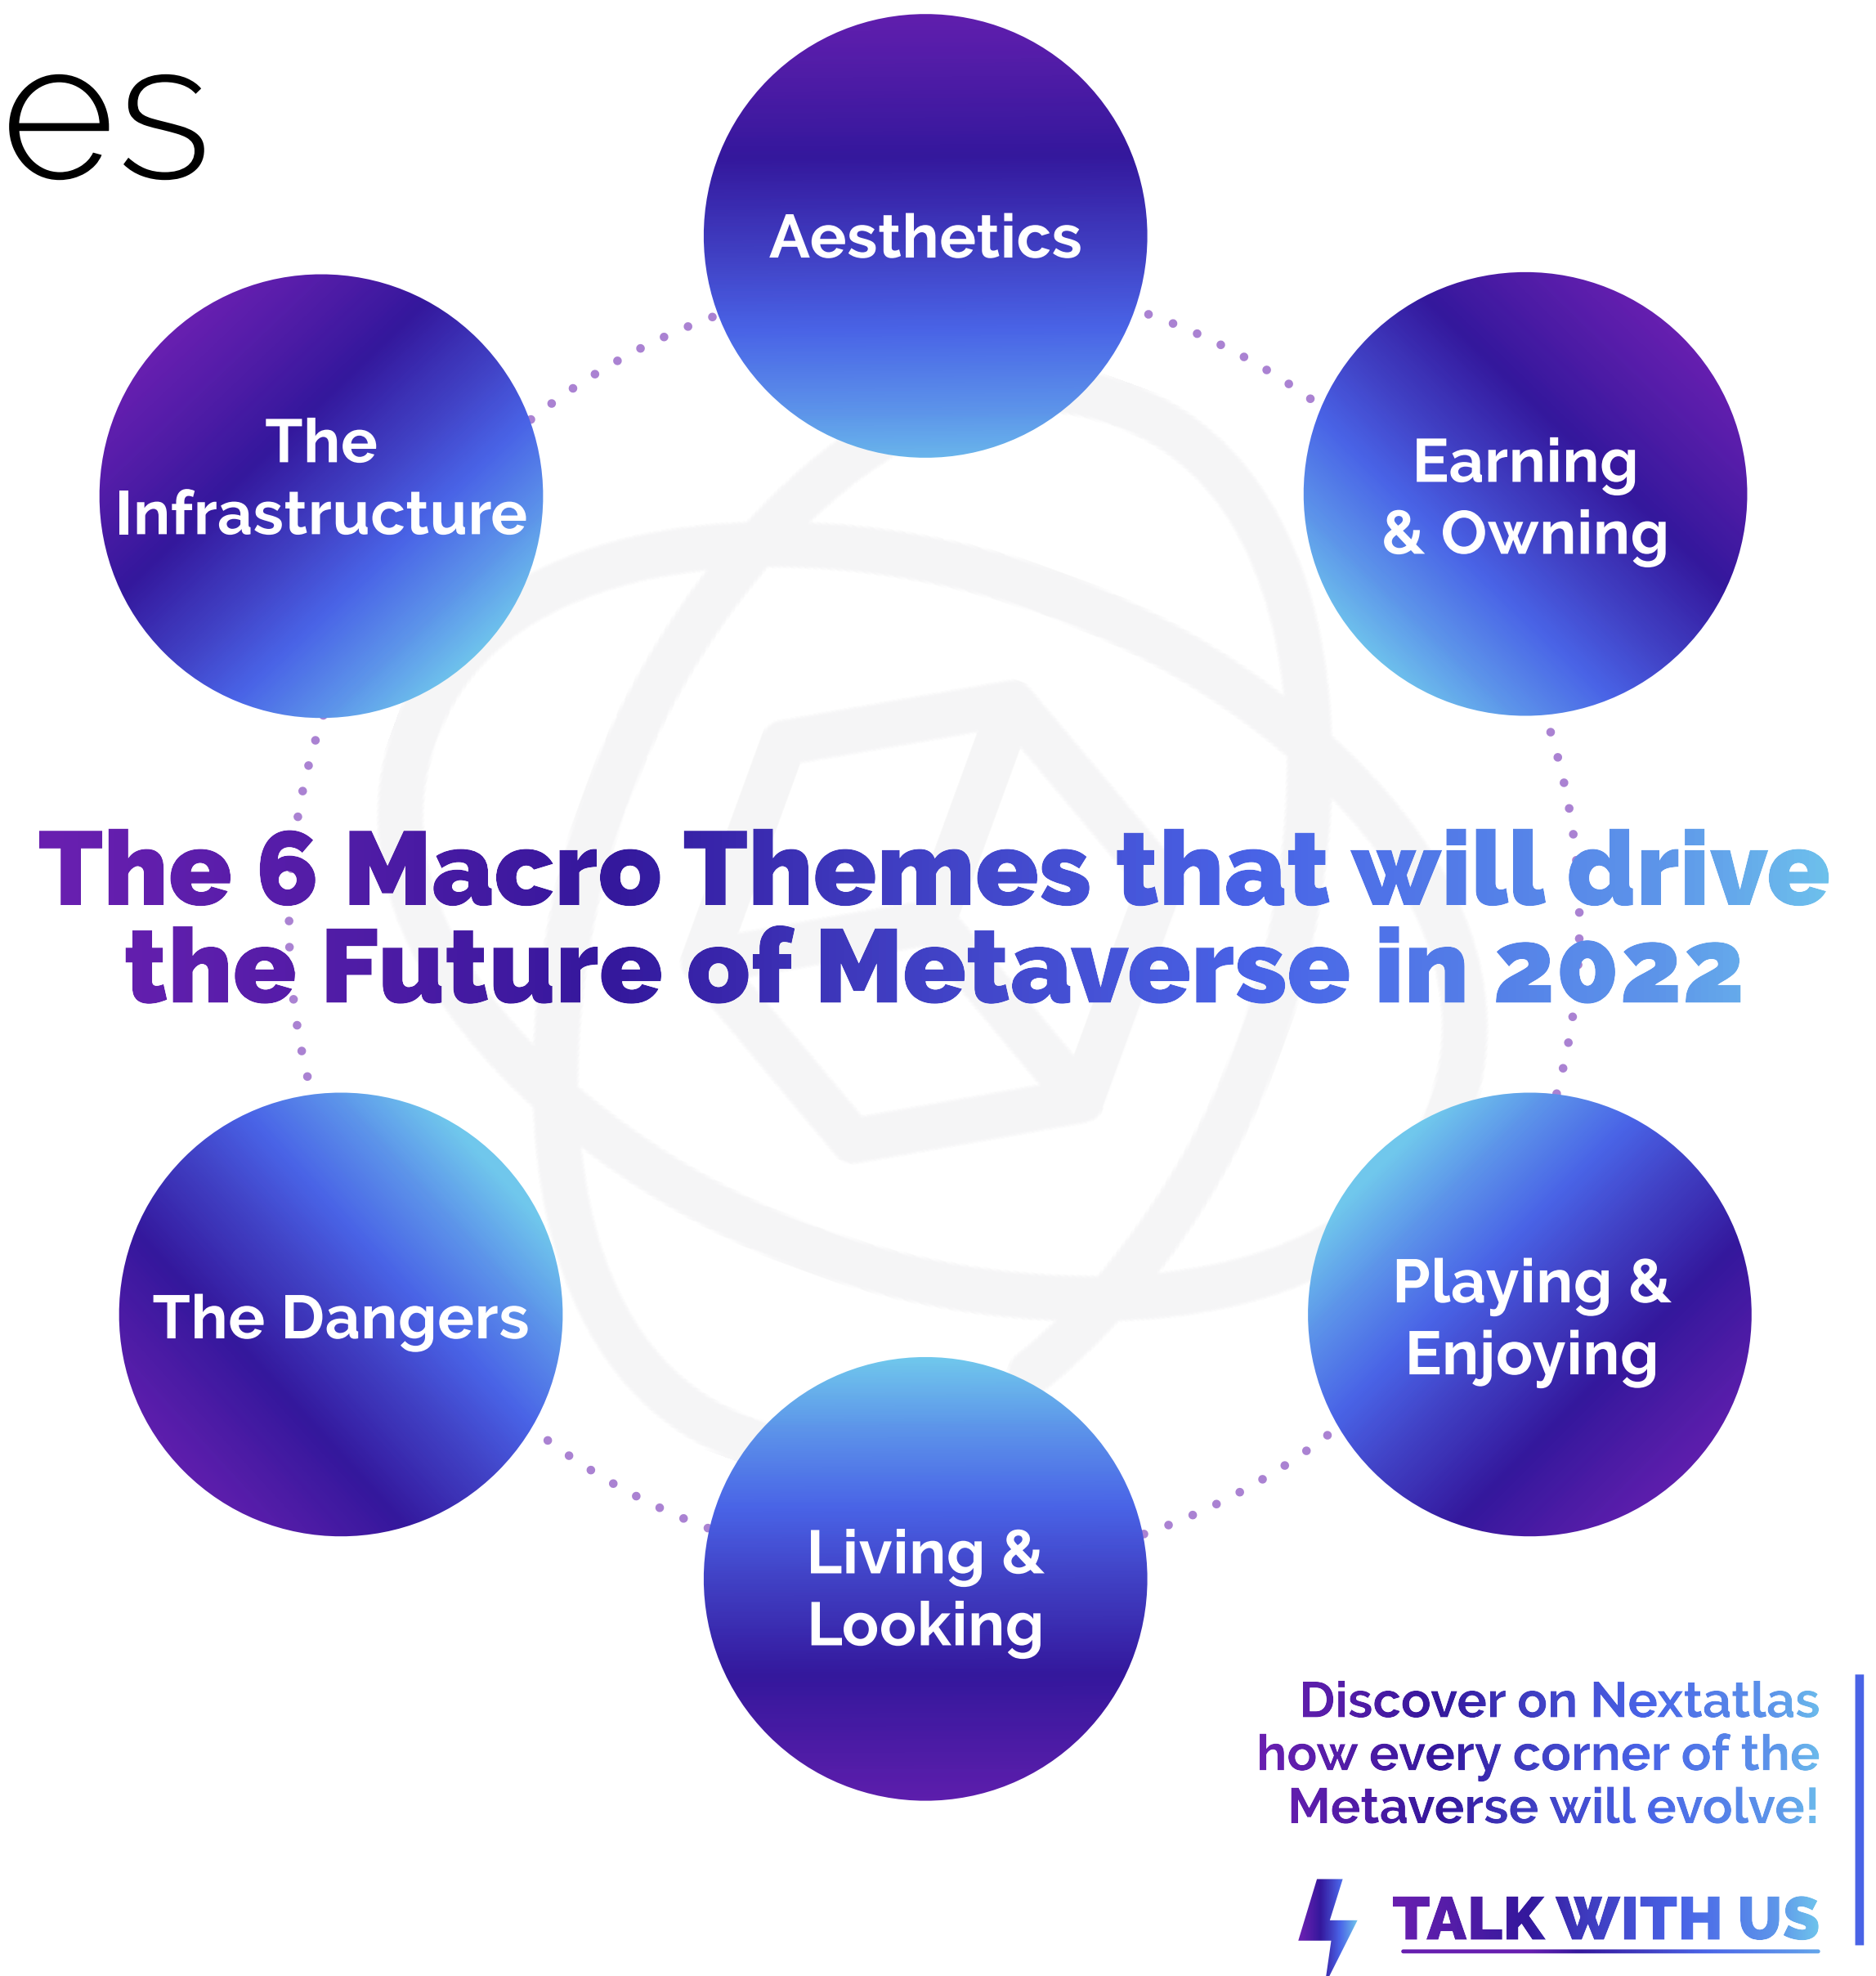 es
Aesthetics
The
Infrastructure
Earning
& Owning
The 6 Macro Themes that will drive
the Future of Metaverse in 2022
The Dangers
Playing &
Enjoying
Living &
Looking
Discover on Nextatlas
how every corner of the
Metaverse will evolve!
TALK WITH US